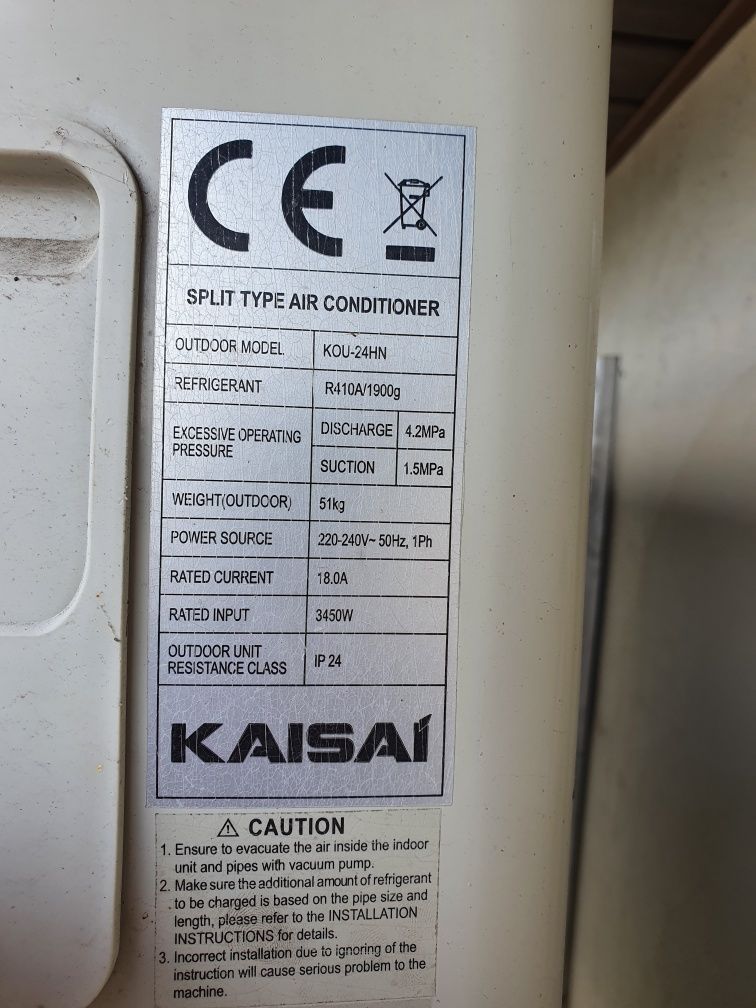 CE
SPLIT TYPE AIR CONDITIONER
OUTDOOR MODEL KOU-24HN
REFRIGERANT R410A/1900g
EXCESSIVE OPERATING PRESSURE DISCHARGE 4.2MPa
SUCTION 1.5MPa
WEIGHT(OUTDOOR) 51kg
POWER SOURCE 220-240V~ 50Hz, 1Ph
RATED CURRENT 18.0A
RATED INPUT 3450W
OUTDOOR UNIT
RESISTANCE CLASS IP 24
KAISAI
CAUTION
1. Ensure to evacuate the air inside the indoor
unit and pipes with vacuum pump.
2. Make sure the additional amount of refrigerant
to be charged is based on the pipe size and
length, please refer to the INSTALLATION
INSTRUCTIONS for details.
3. Incorrect installation due to ignoring of the
instruction will cause serious problem to the
machine.